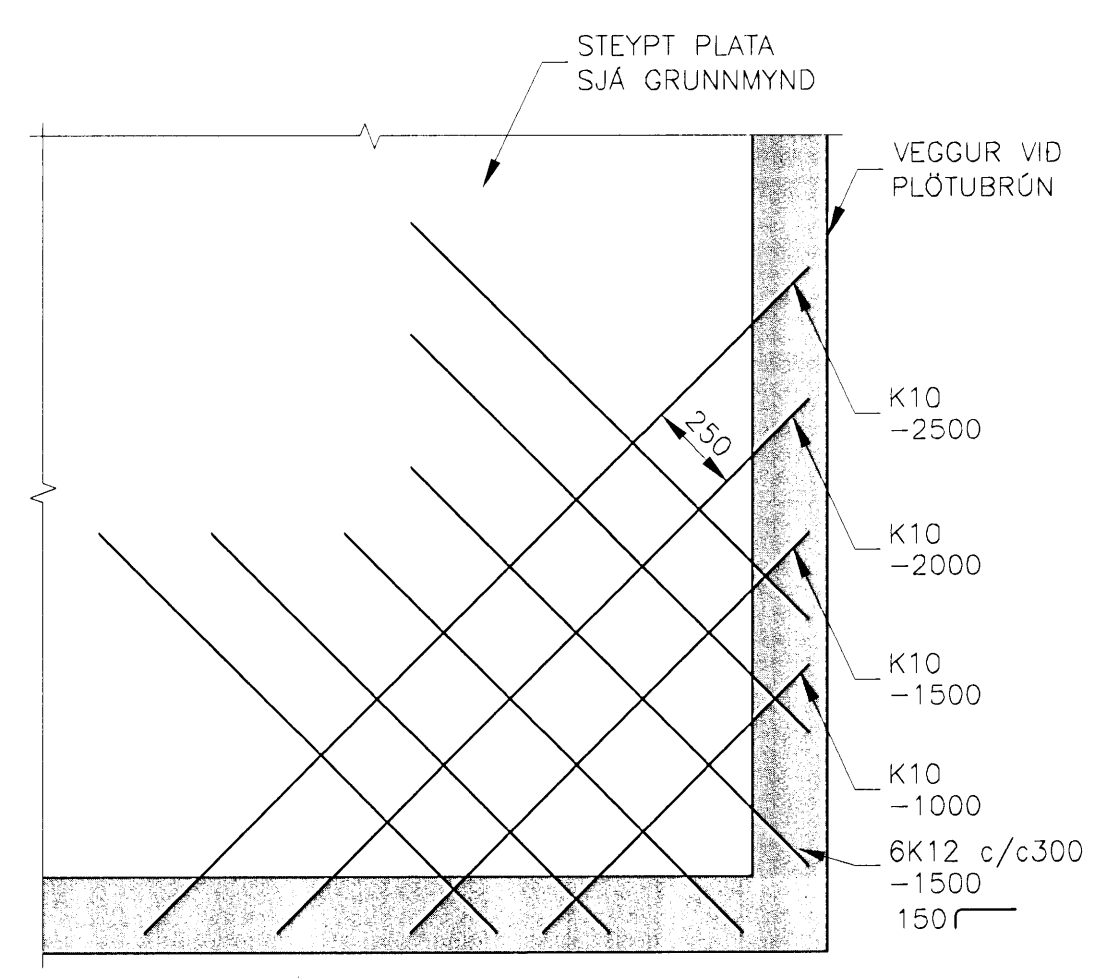 STEYPT PLATA
SJÁ GRUNNMYND
VEGGUR VIÐ
PLÖTUBRÚN
250
K10
-2500
K10
-2000
K10
-1500
K10
-1000
6K12 c/c300
-1500
150